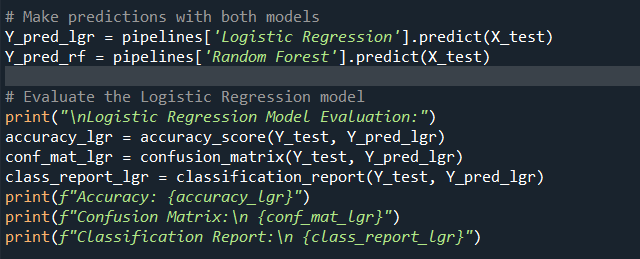 # Make predictions with both models
Y_pred_lgr = pipelines['Logistic Regression'].predict(X_test)
Y_pred_rf = pipelines['Random Forest'].predict(X_test)
# Evaluate the Logistic Regression model
print("\nLogistic Regression Model Evaluation:")
accuracy_lgr = accuracy_score(Y_test, Y_pred_lgr)
conf_mat_lgr = confusion_matrix(Y_test, Y_pred_lgr)
class_report_lgr = classification_report(Y_test, Y_pred_lgr)
print(f"Accuracy: {accuracy_lgr}")
print(f"Confusion Matrix:\n {conf_mat_lgr}")
print(f"Classification Report:\n {class_report_lgr}")